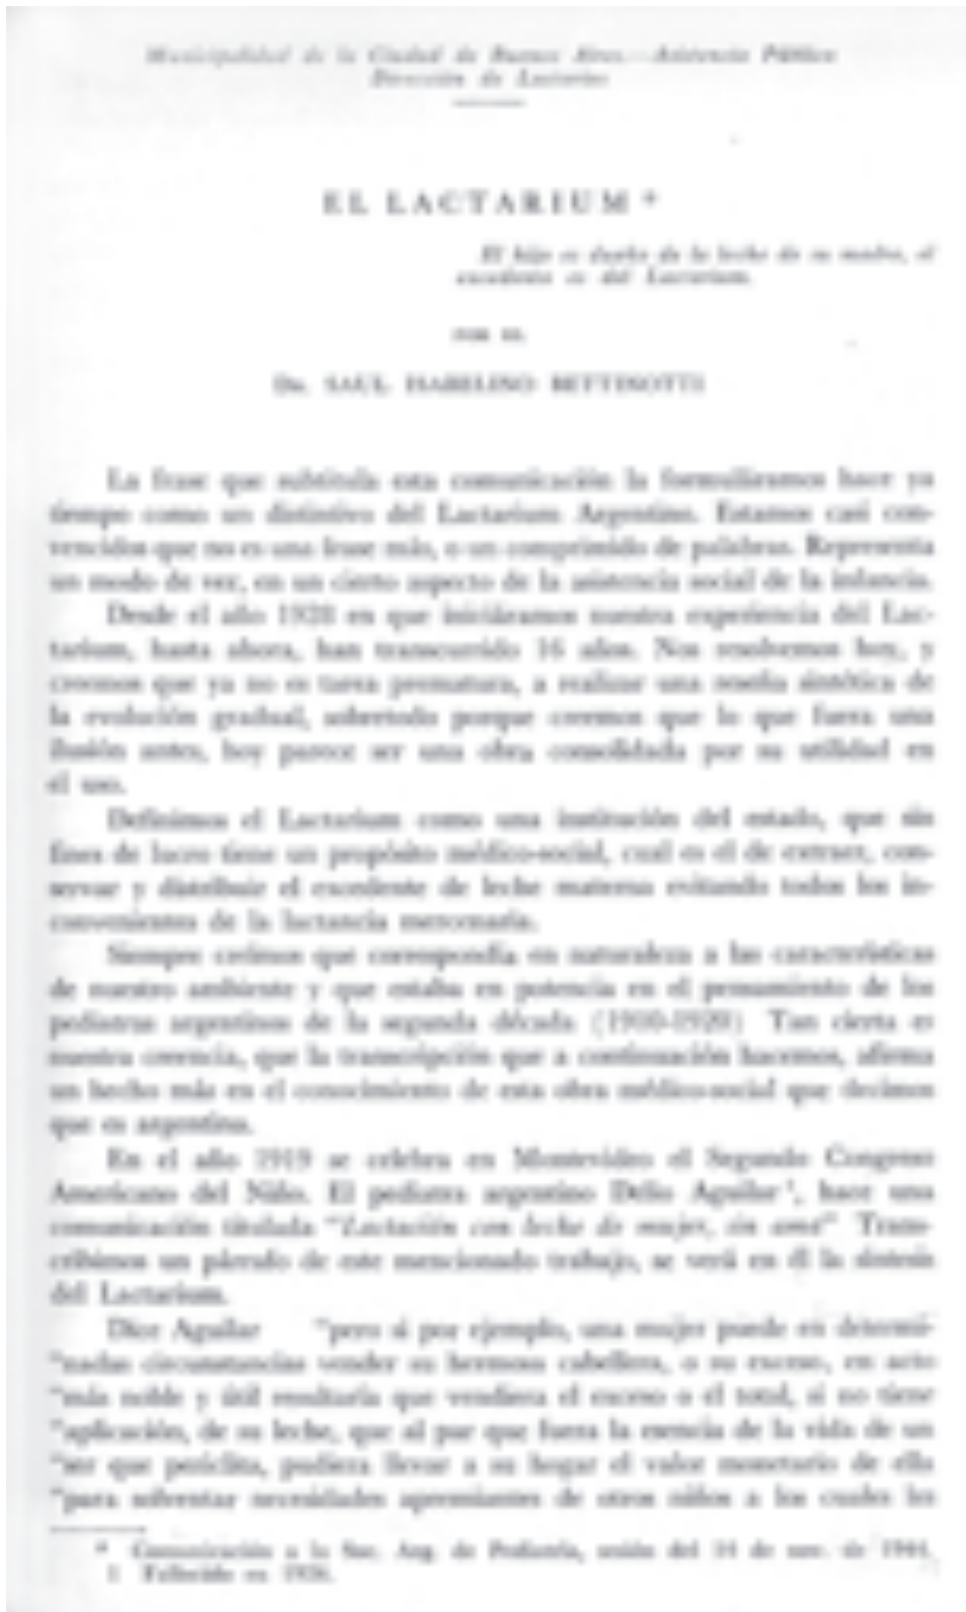 Municipalidad de la Ciudad de Buenos Aires.—Asistencia Pública
Dirección de Lactarios
EL LACTARIUM *
El hijo es dueño de la leche de su madre, el
excedente es del Lactarium.
POR EL
Dr. SAUL ISABELINO BETTINOTTI
La frase que subtitula esta comunicación la formuláramos hace ya
tiempo como un distintivo del Lactarium Argentino. Estamos casi con-
vencidos que no es una frase más, o un comprimido de palabras. Representa
un modo de ver, en un cierto aspecto de la asistencia social de la infancia.
Desde el año 1928 en que iniciáramos nuestra experiencia del Lac-
tarium, hasta ahora, han transcurrido 16 años. Nos resolvemos hoy, y
creemos que ya no es tarea prematura, a realizar una reseña sintética de
la evolución gradual, sobretodo porque creemos que lo que fuera una
ilusión antes, hoy parece ser una obra consolidada por su utilidad en
el uso.
Definimos el Lactarium como una institución del estado, que sin
fines de lucro tiene un propósito médico-social, cual es el de extraer, con-
servar y distribuir el excedente de leche materna evitando todos los in-
convenientes de la lactancia mercenaria.
Siempre creímos que correspondía en naturaleza a las características
de nuestro ambiente y que estaba en potencia en el pensamiento de los
pediatras argentinos de la segunda década (1910-1920) Tan cierta es
nuestra creencia, que la transcripción que a continuación hacemos, afirma
un hecho más en el conocimiento de esta obra médico-social que decimos
que es argentina.
En el año 1919 se celebra en Montevideo el Segundo Congreso
Americano del Niño. El pediatra argentino Delio Aguilar ¹, hace una
comunicación titulada "Lactación con leche de mujer, sin ama" Trans-
cribimos un párrafo de este mencionado trabajo, se verá en él la síntesis
del Lactarium.
Dice Aguilar "pero si por ejemplo, una mujer puede en determi-
"nadas circunstancias vender su hermosa cabellera, o su exceso, en acto
"más noble y útil resultaría que vendiera el exceso o el total, si no tiene
"aplicación, de su leche, que al par que fuera la esencia de la vida de un
"ser que periclita, pudiera llevar a su hogar el valor monetario de ella
"para solventar necesidades apremiantes de otros niños a los cuales les
* Comunicación a la Soc. Arg. de Pediatría, sesión del 14 de nov. de 1944.
1 Fallecido en 1926.